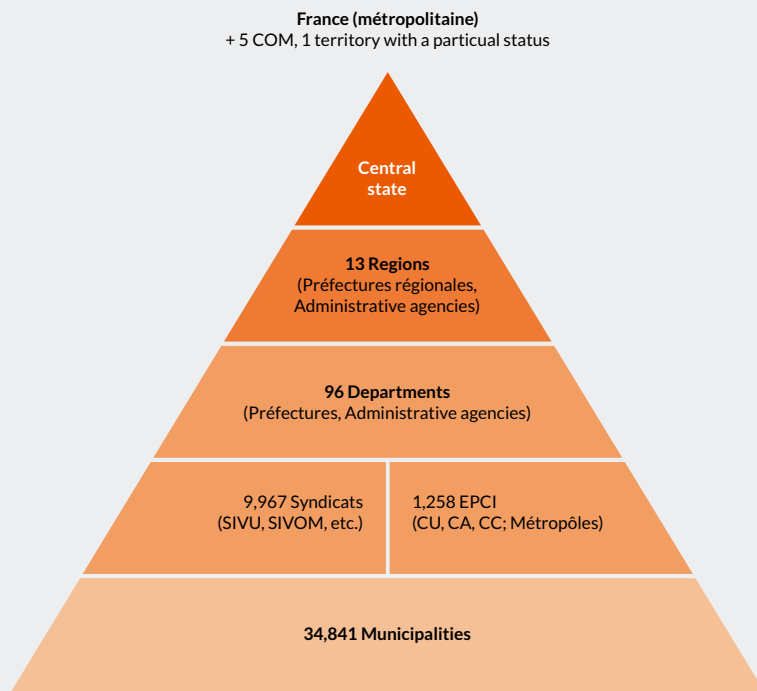 France (métropolitaine)
+ 5 COM, 1 territory with a particual status
Central
state
13 Regions
(Préfectures régionales,
Administrative agencies)
96 Departments
(Préfectures, Administrative agencies)
9,967 Syndicats
(SIVU, SIVOM, etc.)
1,258 EPCI
(CU, CA, CC; Métropôles)
34,841 Municipalities